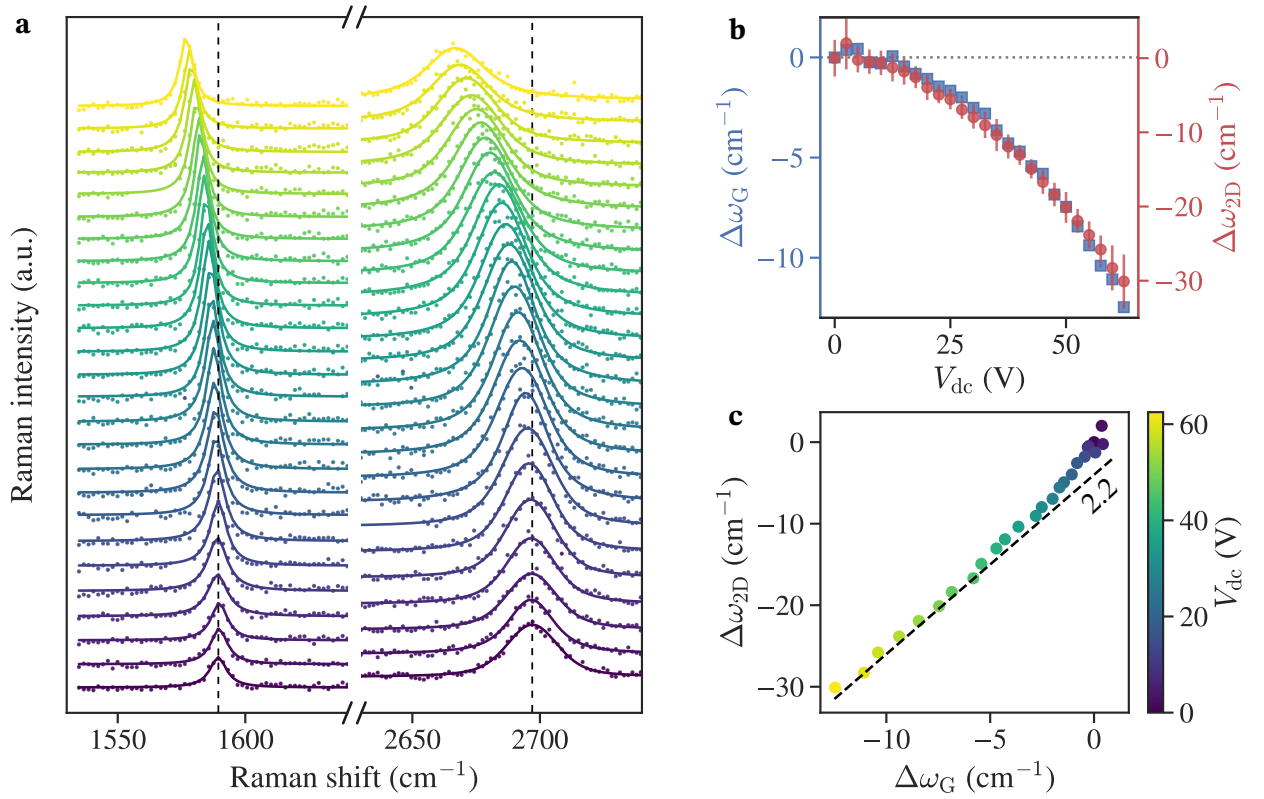 a
Raman intensity (a.u.)
1550 1600 2650 2700
Raman shift (cm⁻¹)
b
0
−5
−10
Δω_G (cm⁻¹)
0
−10
−20
−30
Δω_2D (cm⁻¹)
0 25 50
V_dc (V)
c
0
−10
−20
−30
Δω_2D (cm⁻¹)
2.2
−10 −5 0
Δω_G (cm⁻¹)
60
40
20
0
V_dc (V)